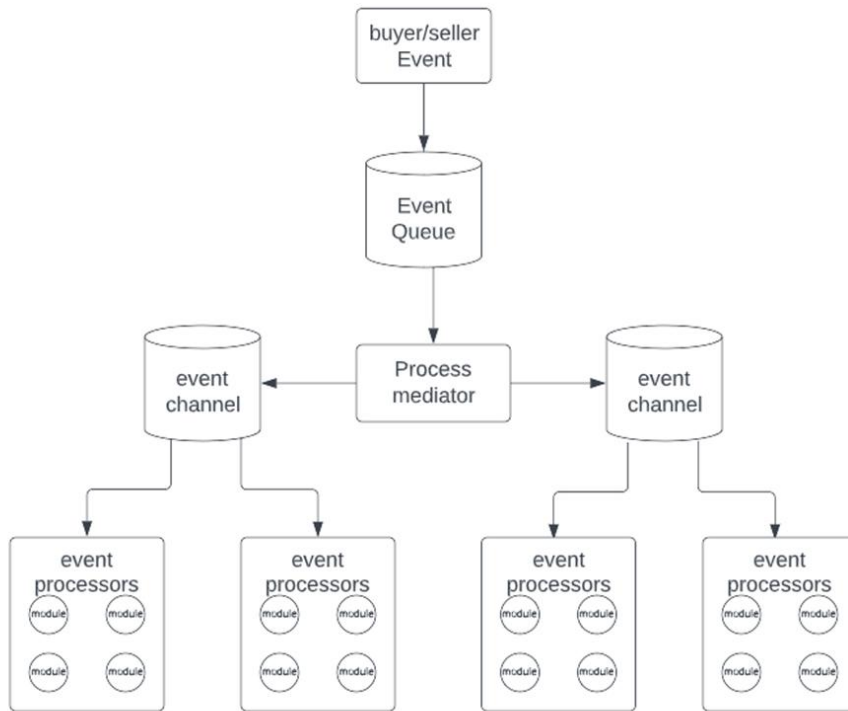 buyer/seller
Event
Event
Queue
event
channel
Process
mediator
event
channel
event
processors
module module
module module
event
processors
module module
module module
event
processors
module module
module module
event
processors
module module
module module